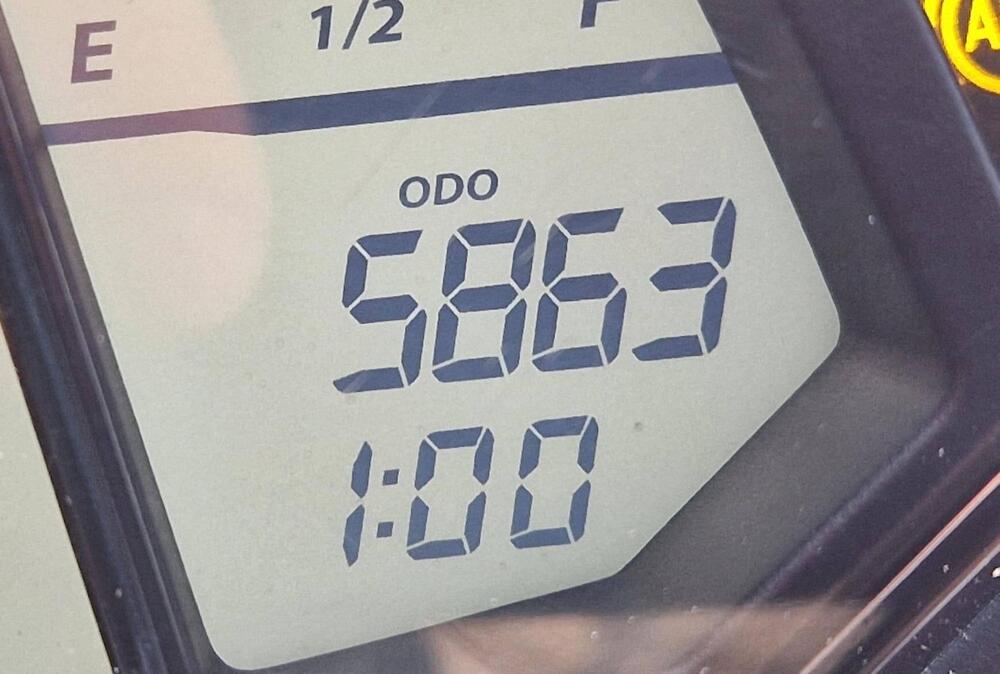 E 1/2 F
ODO
5863
1:00
A